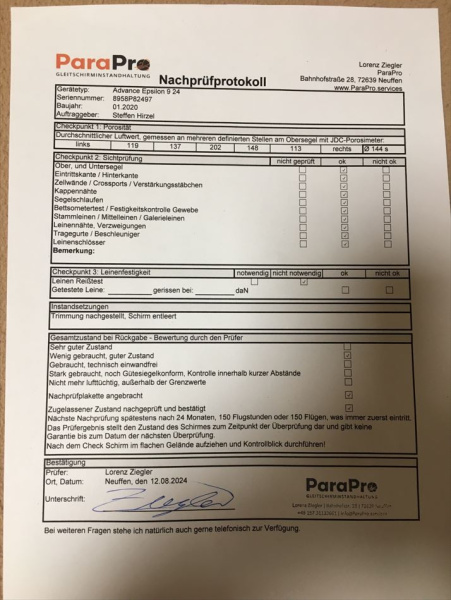 ParaPro
GLEITSCHIRMINSTANDHALTUNG
Nachprüfprotokoll
Lorenz Ziegler
ParaPro
Bahnhofstraße 28, 72639 Neuffen
www.ParaPro.services
Gerätetyp: Advance Epsilon 9 24
Seriennummer: 8958P82497
Baujahr: 01.2020
Auftraggeber: Steffen Hirzel
Checkpunkt 1: Porosität
Durchschnittlicher Luftwert, gemessen an mehreren definierten Stellen am Obersegel mit JDC-Porosimeter:
links 119 137 202 148 113 rechts Ø 144 s
Checkpunkt 2: Sichtprüfung nicht geprüft ok nicht ok
Ober, und Untersegel
Eintrittskante / Hinterkante
Zellwände / Crossports / Verstärkungsstäbchen
Kappennähte
Segelschlaufen
Bettsometertest / Festigkeitskontrolle Gewebe
Stammleinen / Mittelleinen / Galerieleinen
Leinennähte, Verzweigungen
Tragegurte / Beschleuniger
Leinenschlösser
Bemerkung:
Checkpunkt 3: Leinenfestigkeit notwendig nicht notwendig ok nicht ok
Leinen Reißtest
Getestete Leine: gerissen bei: daN
Instandsetzungen
Trimmung nachgestellt, Schirm entleert
Gesamtzustand bei Rückgabe - Bewertung durch den Prüfer
Sehr guter Zustand
Wenig gebraucht, guter Zustand
Gebraucht, technisch einwandfrei
Stark gebraucht, noch Gütesiegelkonform, Kontrolle innerhalb kurzer Abstände
Nicht mehr lufttüchtig, außerhalb der Grenzwerte
Nachprüfplakette angebracht
Zugelassener Zustand nachgeprüft und bestätigt
Nächste Nachprüfung spätestens nach 24 Monaten, 150 Flugstunden oder 150 Flügen, was immer zuerst eintritt.
Das Prüfergebnis stellt den Zustand des Schirmes zum Zeitpunkt der Überprüfung dar und gibt keine
Garantie bis zum Datum der nächsten Überprüfung.
Nach dem Check Schirm im flachen Gelände aufziehen und Kontrollblick durchführen!
Bestätigung
Prüfer: Lorenz Ziegler
Ort, Datum: Neuffen, den 12.08.2024
Unterschrift: Ziegler
ParaPro
GLEITSCHIRMINSTANDHALTUNG
Lorenz Ziegler
Bei weiteren Fragen stehe ich natürlich auch gerne telefonisch zur Verfügung.